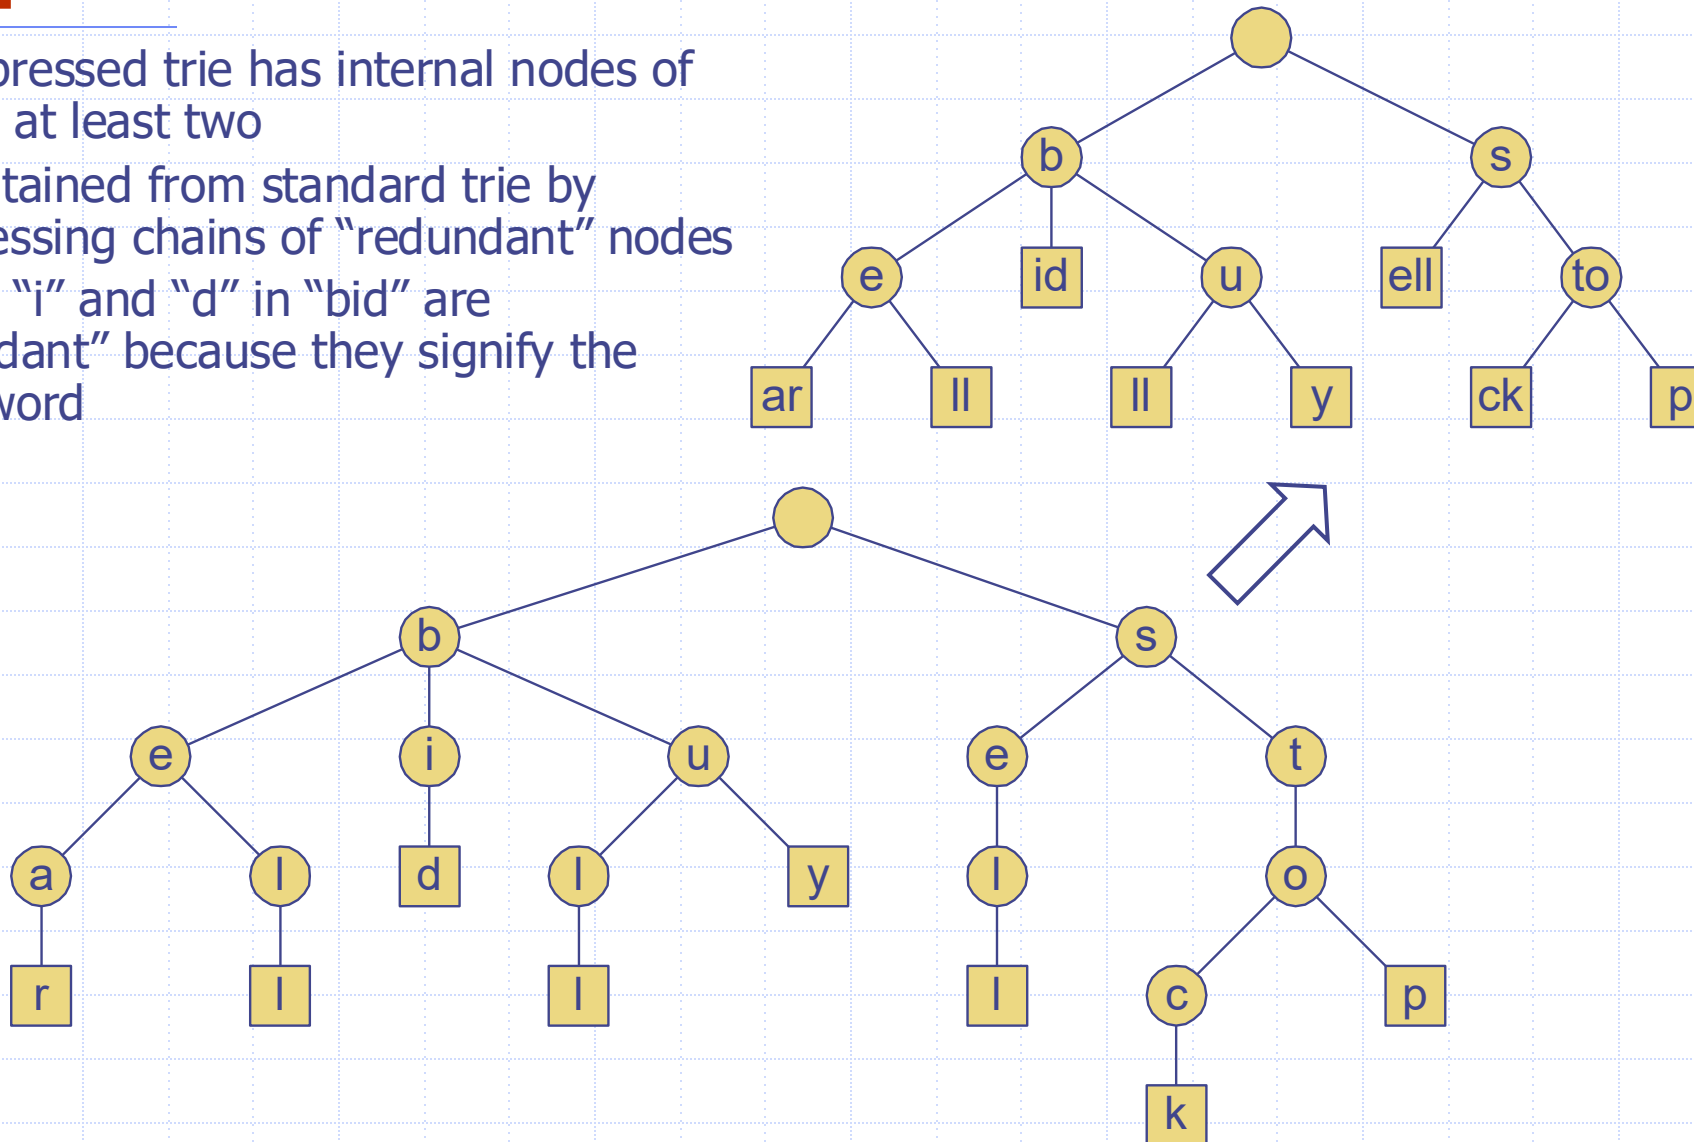 pressed trie has internal nodes of
at least two
tained from standard trie by
essing chains of “redundant” nodes
“i” and “d” in “bid” are
dant” because they signify the
word
b s
e id u ell to
ar ll ll y ck p
b s
e i u e t
a l d l y l o
r l l l c p
k